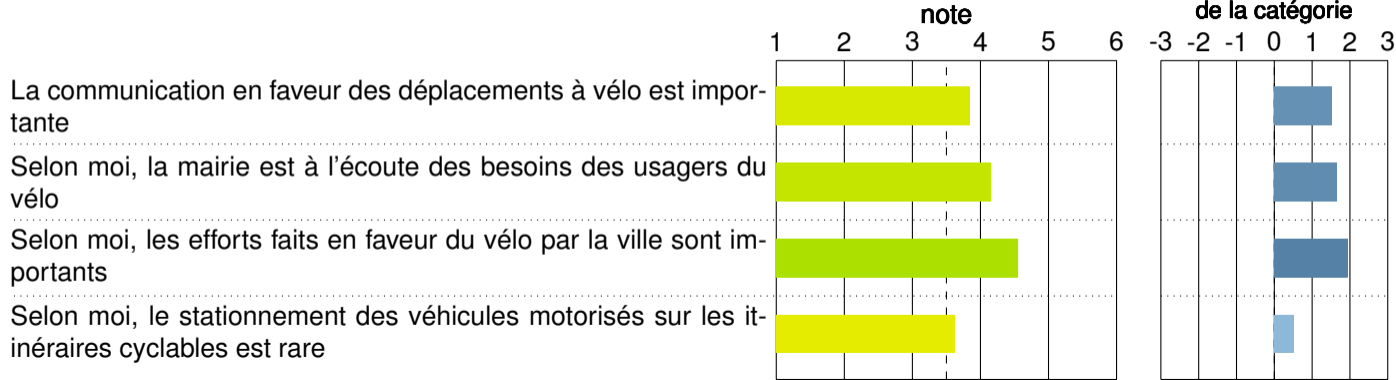 note
de la catégorie
1 2 3 4 5 6
-3 -2 -1 0 1 2 3
La communication en faveur des déplacements à vélo est impor-
tante
Selon moi, la mairie est à l'écoute des besoins des usagers du
vélo
Selon moi, les efforts faits en faveur du vélo par la ville sont im-
portants
Selon moi, le stationnement des véhicules motorisés sur les it-
inéraires cyclables est rare